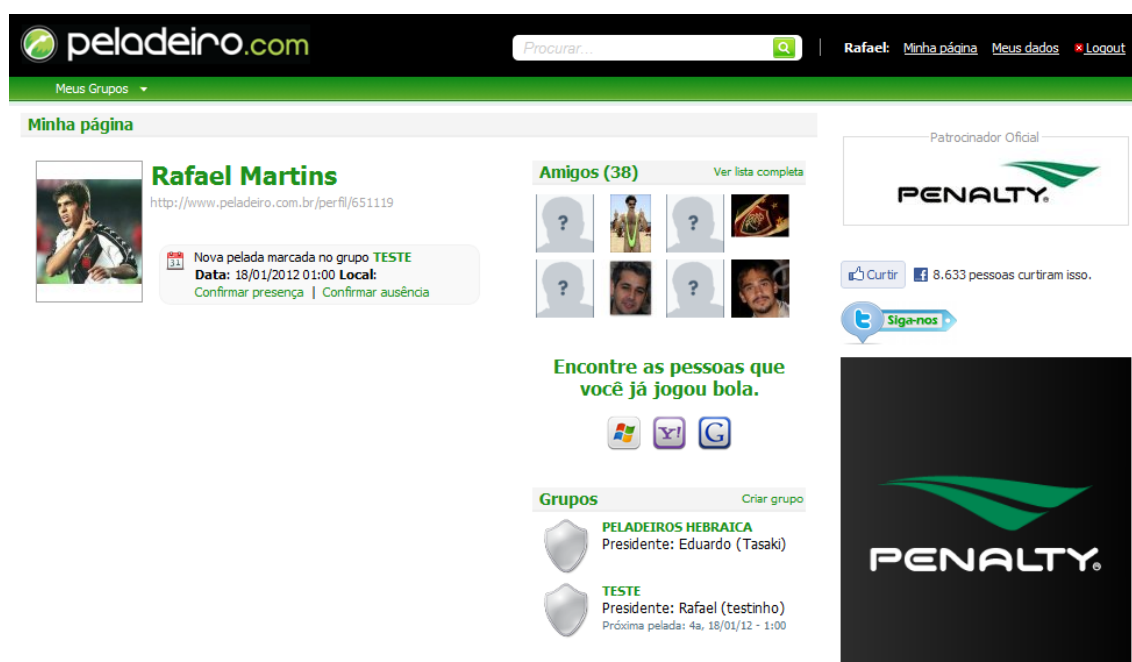 peladeiro.com
Procurar...
Rafael: Minha página Meus dados Logout
Meus Grupos
Minha página
Rafael Martins
http://www.peladeiro.com.br/perfil/651119
31
Nova pelada marcada no grupo TESTE
Data: 18/01/2012 01:00 Local:
Confirmar presença | Confirmar ausência
Amigos (38) Ver lista completa
?
?
?
?
Encontre as pessoas que
você já jogou bola.
Y!
G
Grupos Criar grupo
PELADEIROS HEBRAICA
Presidente: Eduardo (Tasaki)
TESTE
Presidente: Rafael (testinho)
Próxima pelada: 4a, 18/01/12 - 1:00
Patrocinador Oficial
PENALTY®
Curtir f 8.633 pessoas curtiram isso.
t Siga-nos
PENALTY®